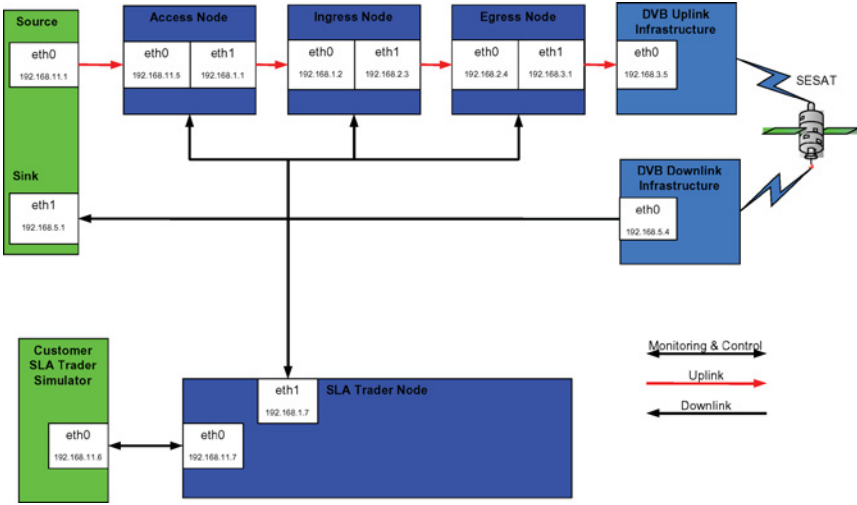 Source
Access Node
Ingress Node
Egress Node
DVB Uplink
Infrastructure
eth0
192.168.11.1
eth0
192.168.11.5
eth1
192.168.1.1
eth0
192.168.1.2
eth1
192.168.2.3
eth0
192.168.2.4
eth1
192.168.3.1
eth0
192.168.3.5
SESAT
Sink
eth1
192.168.5.1
DVB Downlink
Infrastructure
eth0
192.168.5.4
Customer
SLA Trader
Simulator
eth0
192.168.11.6
eth1
192.168.1.7
SLA Trader Node
eth0
192.168.11.7
Monitoring & Control
Uplink
Downlink